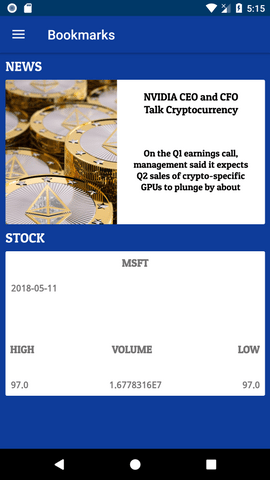 5:15
Bookmarks
NEWS
NVIDIA CEO and CFO
Talk Cryptocurrency
On the Q1 earnings call,
management said it expects
Q2 sales of crypto-specific
GPUs to plunge by about
STOCK
MSFT
2018-05-11
HIGH VOLUME LOW
97.0 1.6778316E7 97.0